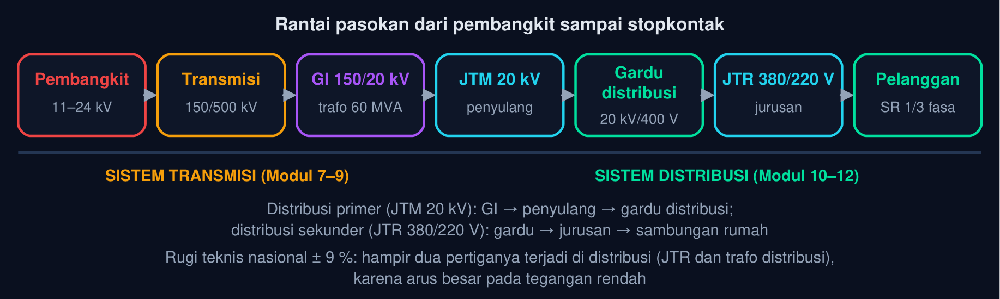 Rantai pasokan dari pembangkit sampai stopkontak
Pembangkit
11–24 kV
Transmisi
150/500 kV
GI 150/20 kV
trafo 60 MVA
JTM 20 kV
penyulang
Gardu
distribusi
20 kV/400 V
JTR 380/220 V
jurusan
Pelanggan
SR 1/3 fasa
SISTEM TRANSMISI (Modul 7–9)
SISTEM DISTRIBUSI (Modul 10–12)
Distribusi primer (JTM 20 kV): GI → penyulang → gardu distribusi;
distribusi sekunder (JTR 380/220 V): gardu → jurusan → sambungan rumah
Rugi teknis nasional ± 9 %: hampir dua pertiganya terjadi di distribusi (JTR dan trafo distribusi),
karena arus besar pada tegangan rendah